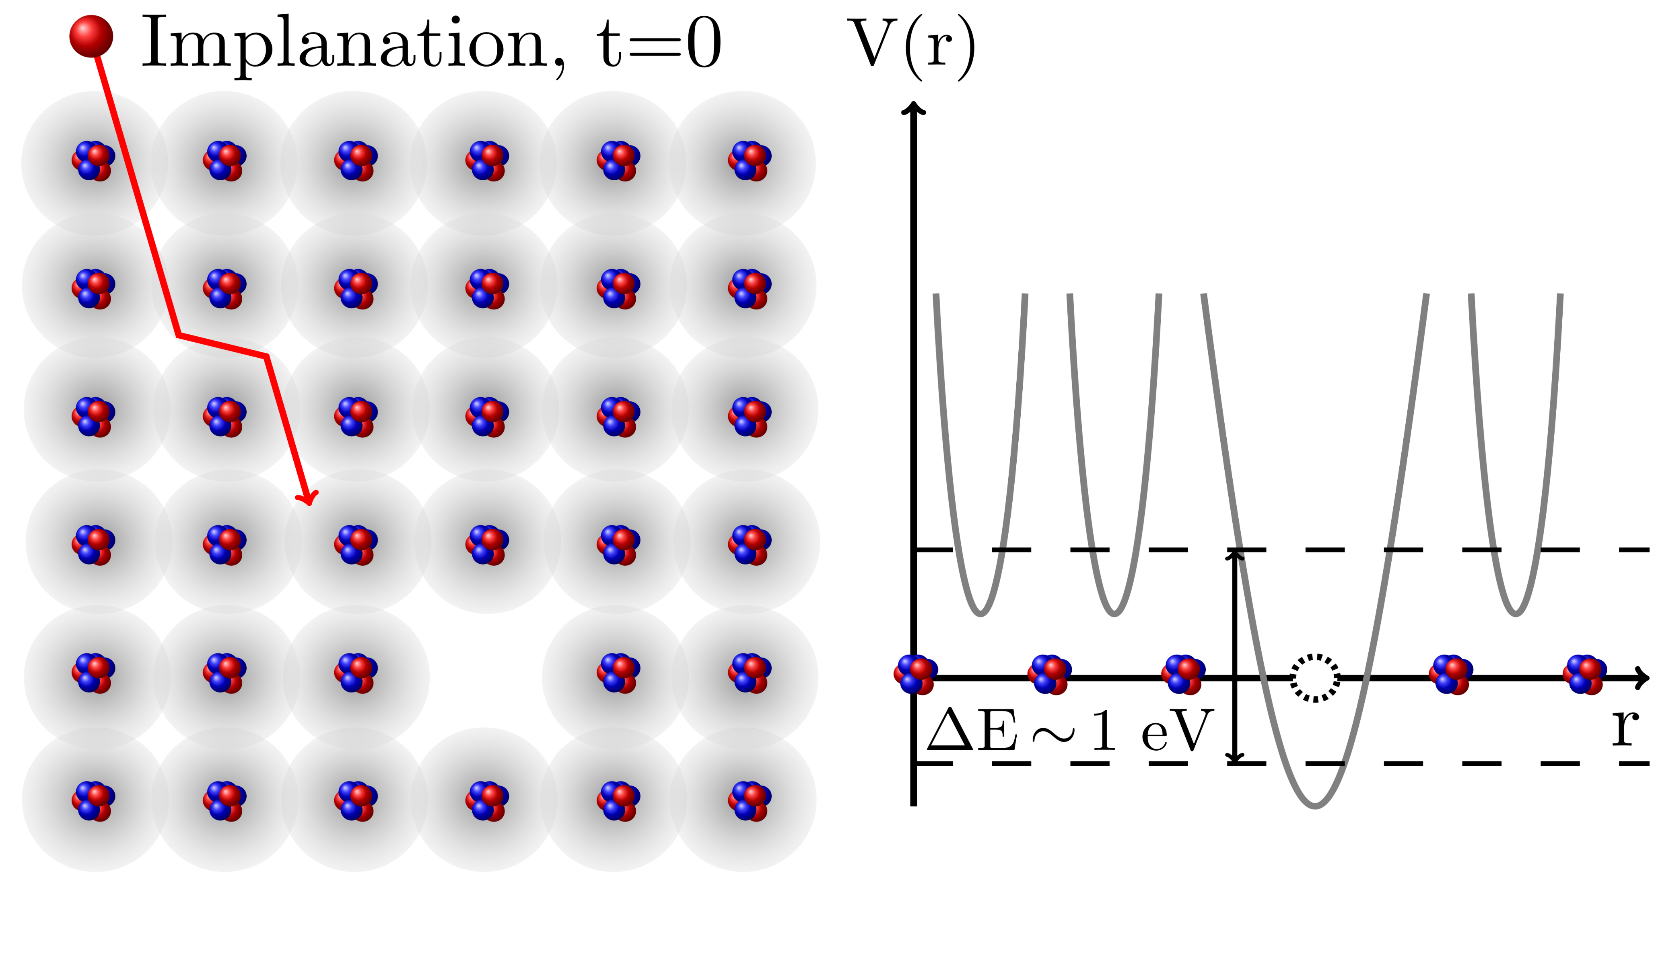 Implanation, t=0
V(r)
ΔE ~ 1 eV
r